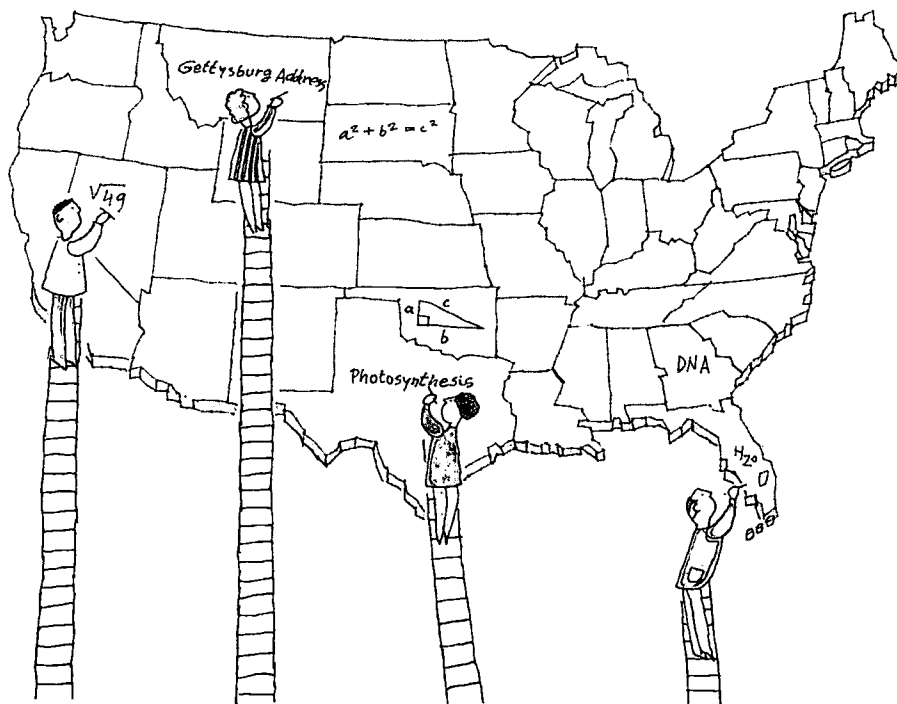 Gettysburg Address
a² + b² = c²
√49
a
c
b
DNA
Photosynthesis
H₂O